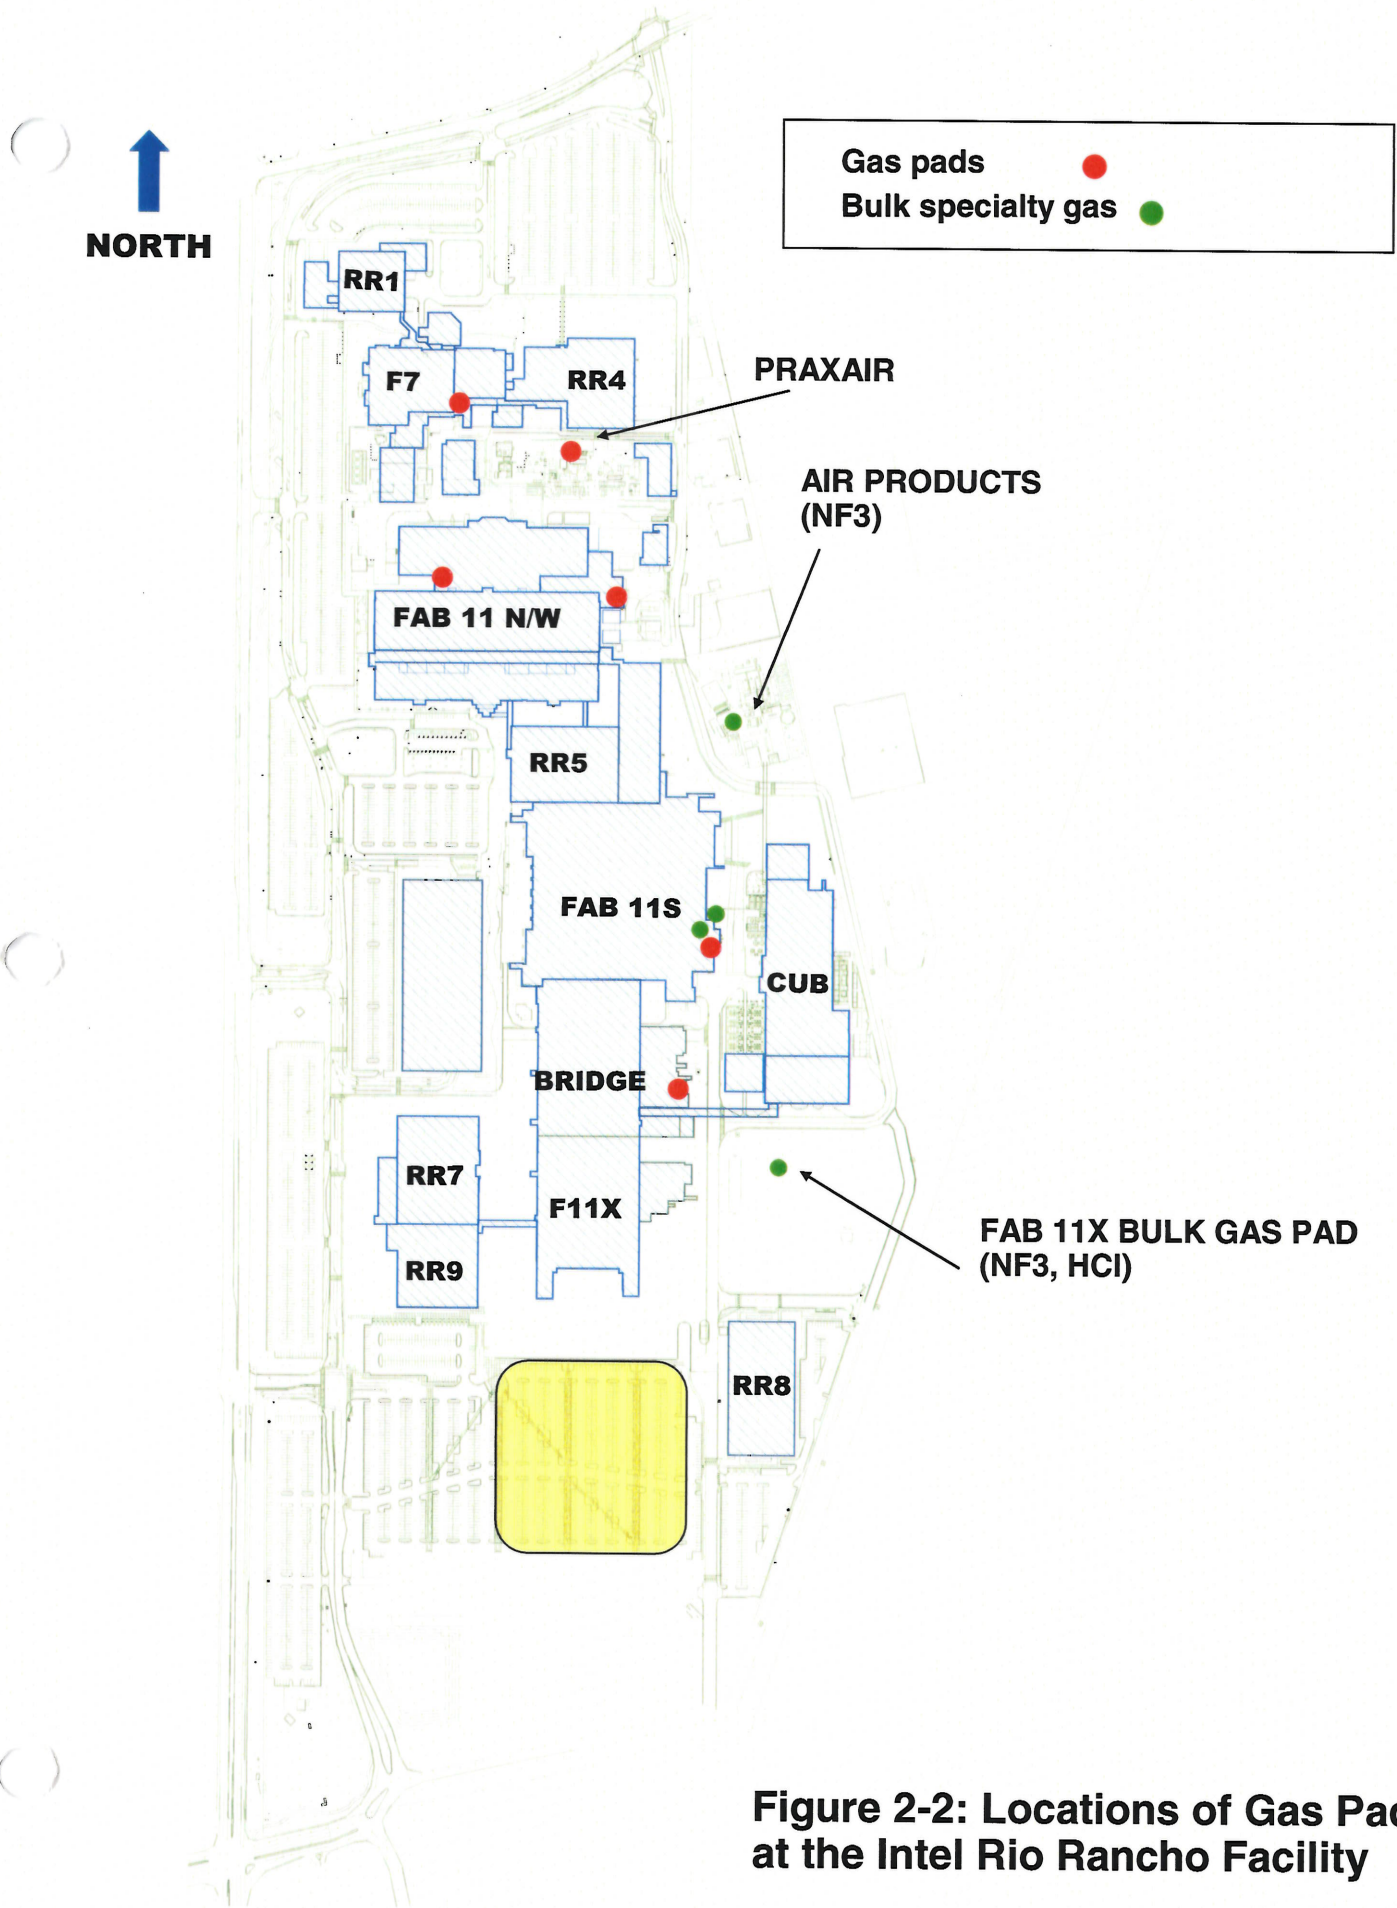 Gas pads
Bulk specialty gas
NORTH
RR1
F7
RR4
PRAXAIR
AIR PRODUCTS
(NF3)
FAB 11 N/W
RR5
FAB 11S
CUB
BRIDGE
RR7
F11X
RR9
FAB 11X BULK GAS PAD
(NF3, HCl)
RR8
Figure 2-2: Locations of Gas Pad
at the Intel Rio Rancho Facility